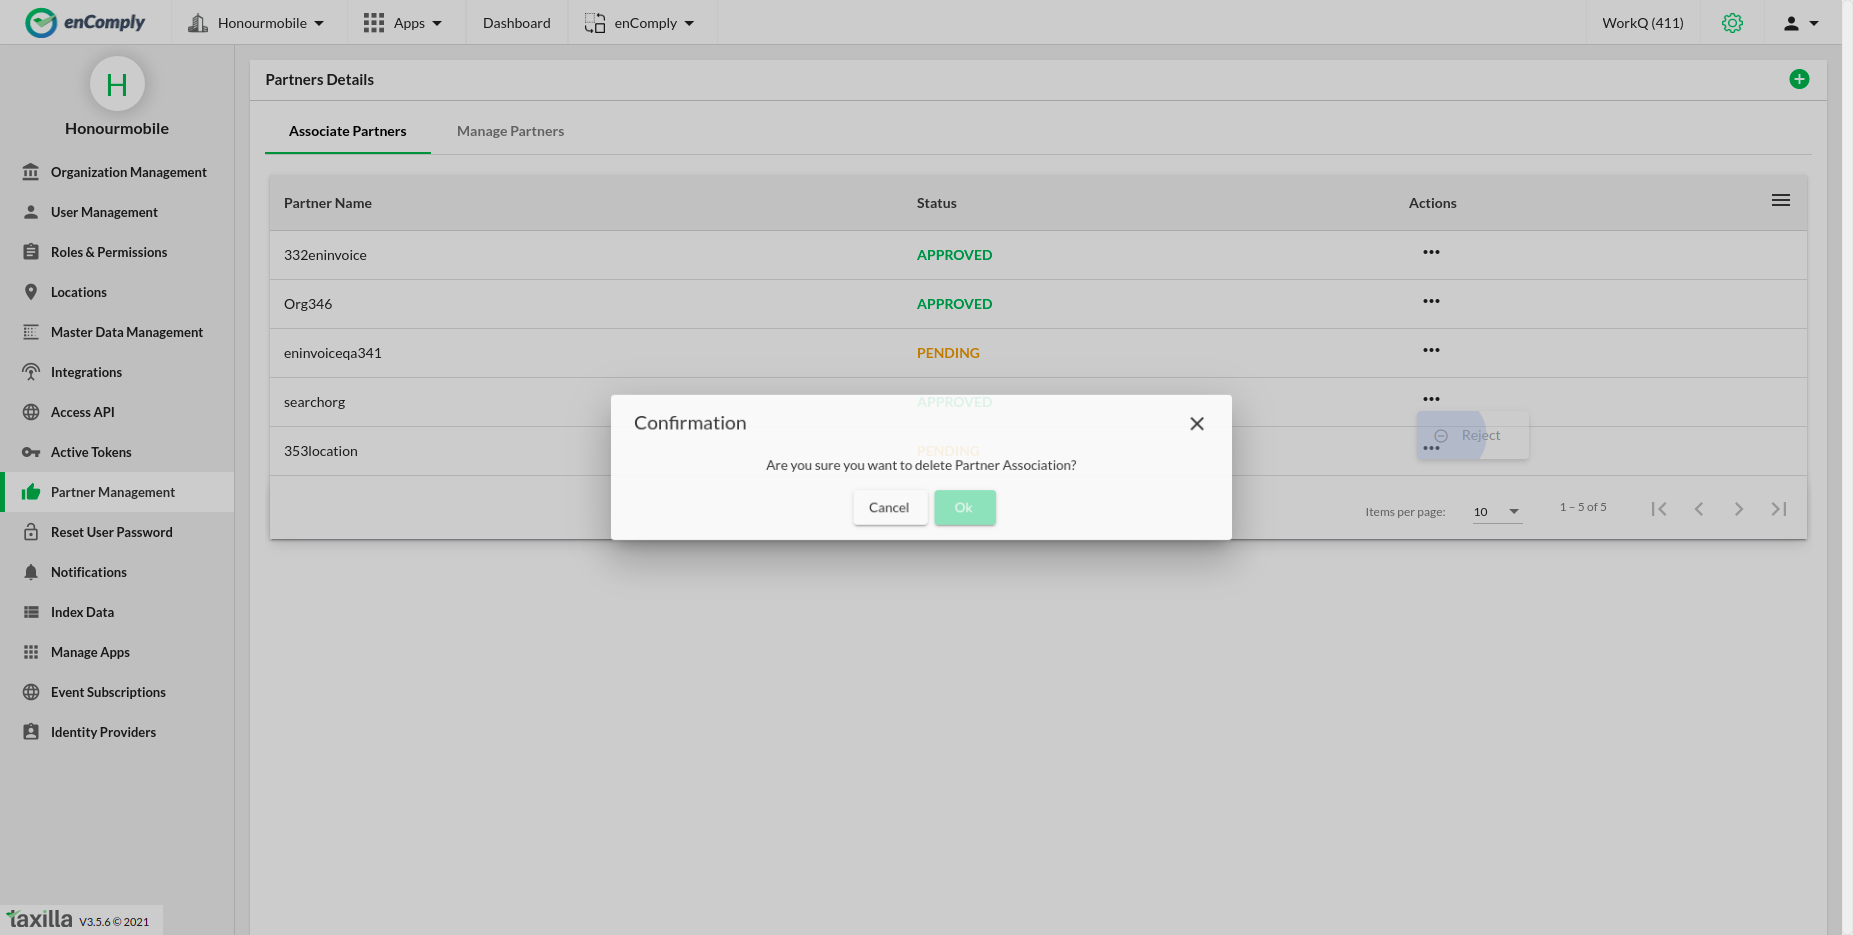 enComply
Honourmobile
Apps
Dashboard
enComply
WorkQ (411)
H
Honourmobile
Organization Management
User Management
Roles & Permissions
Locations
Master Data Management
Integrations
Access API
Active Tokens
Partner Management
Reset User Password
Notifications
Index Data
Manage Apps
Event Subscriptions
Identity Providers
taxilla V3.5.6 © 2021
Partners Details
Associate Partners Manage Partners
Partner Name Status Actions
332eninvoice APPROVED
Org346 APPROVED
eninvoiceqa341 PENDING
searchorg APPROVED
353location PENDING
Reject
Items per page: 10 1 – 5 of 5
Confirmation
Are you sure you want to delete Partner Association?
Cancel Ok